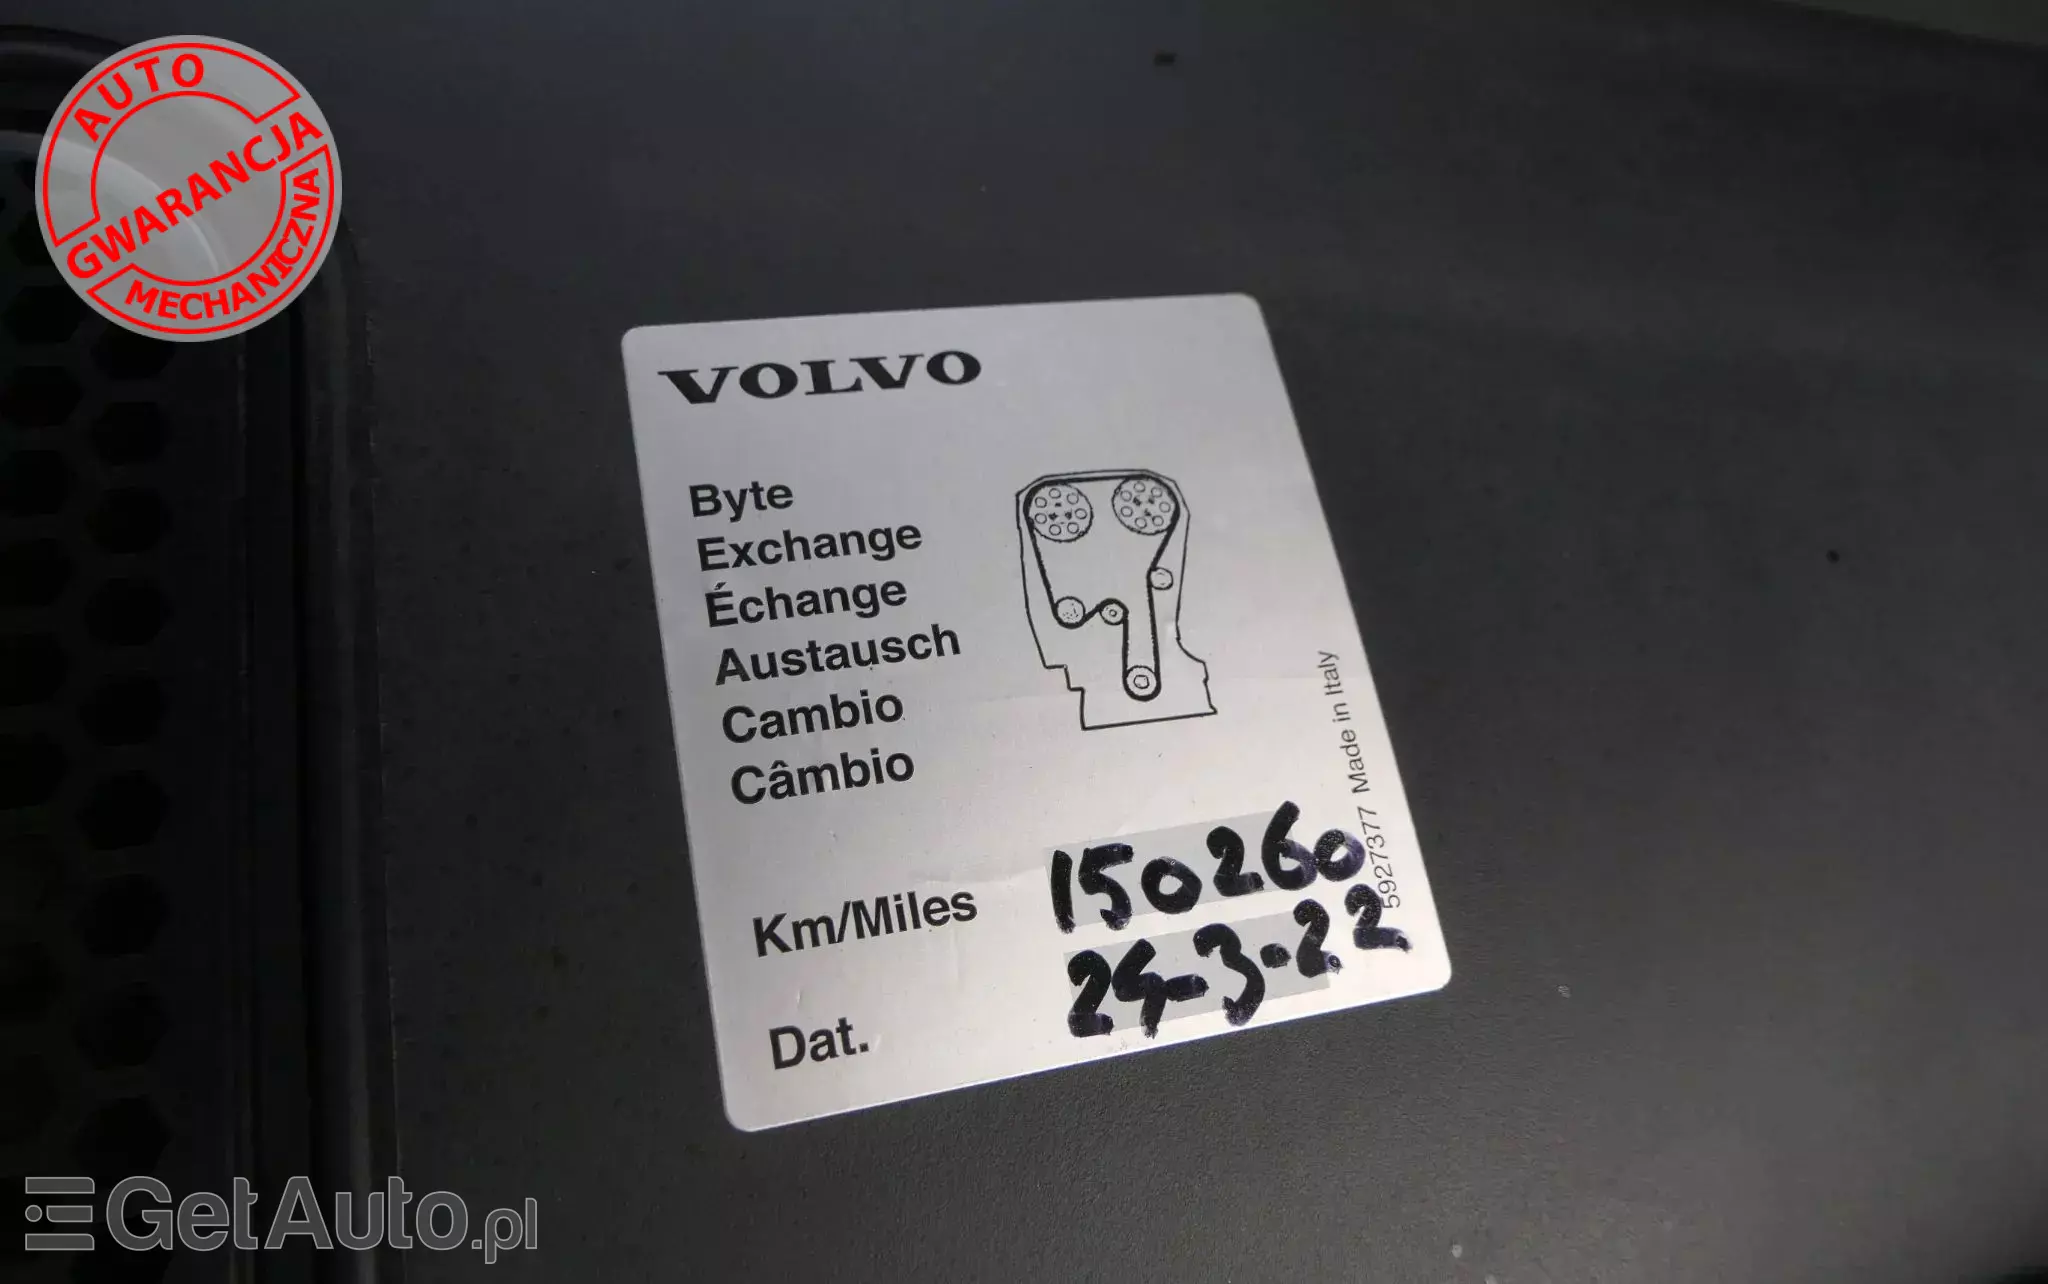 AUTO
GWARANCJA
MECHANICZNA
VOLVO
Byte
Exchange
Échange
Austausch
Cambio
Câmbio
Km/Miles 150260
Dat. 24-3-22
5927377 Made in Italy
GetAuto.pl